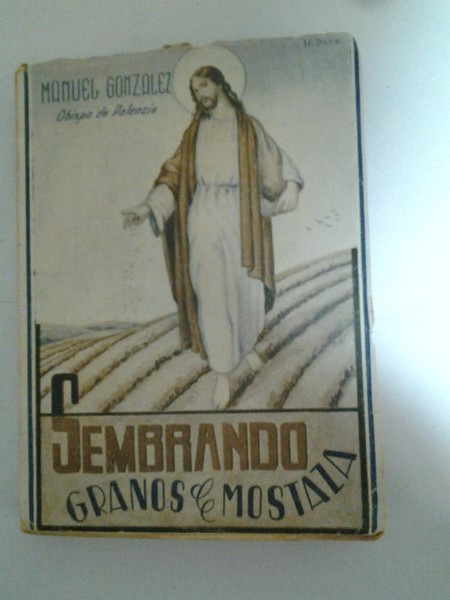 MANUEL GONZALEZ
Obispo de Palencia
SEMBRANDO
GRANOS DE MOSTAZA